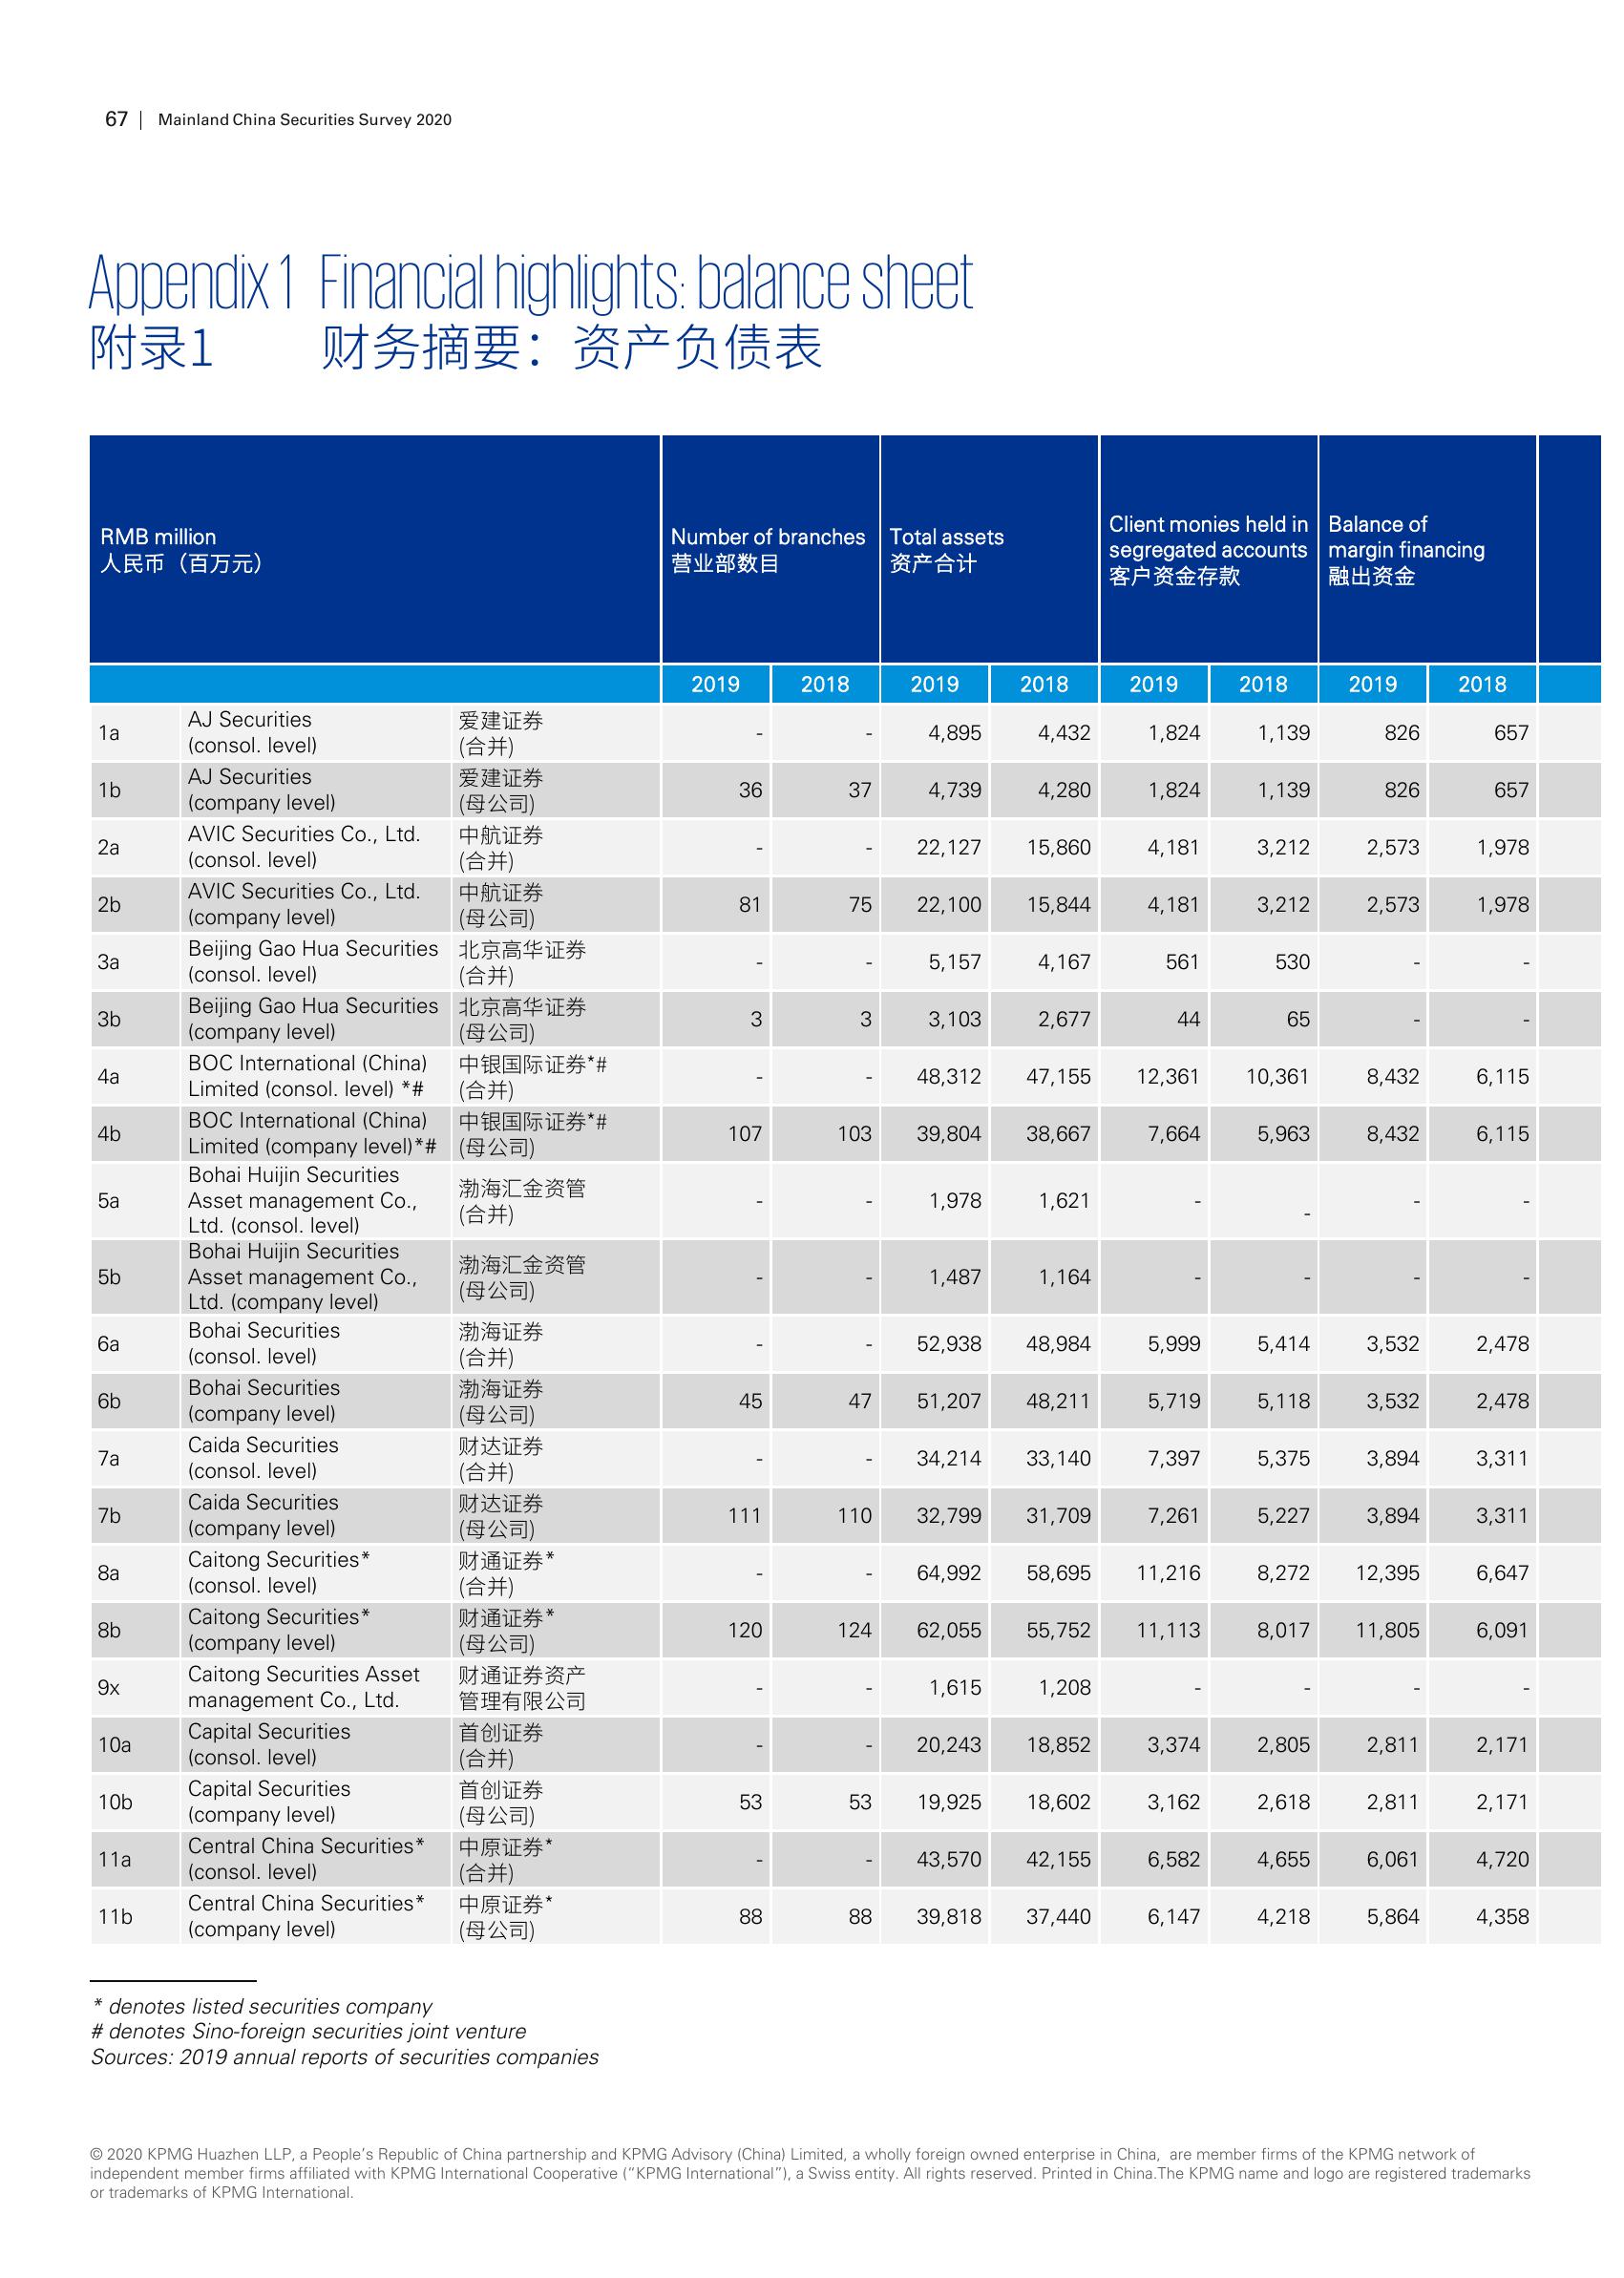 67 | Mainland China Securities Survey 2020
Appendix 1 Financial highlights: balance sheet
附录1 财务摘要：资产负债表
RMB million
人民币（百万元）
Number of branches
营业部数目
Total assets
资产合计
Client monies held in
segregated accounts
客户资金存款
Balance of
margin financing
融出资金
2019 2018 2019 2018 2019 2018 2019 2018
1a AJ Securities (consol. level) 爱建证券 (合并) - - 4,895 4,432 1,824 1,139 826 657
1b AJ Securities (company level) 爱建证券 (母公司) 36 37 4,739 4,280 1,824 1,139 826 657
2a AVIC Securities Co., Ltd. (consol. level) 中航证券 (合并) - - 22,127 15,860 4,181 3,212 2,573 1,978
2b AVIC Securities Co., Ltd. (company level) 中航证券 (母公司) 81 75 22,100 15,844 4,181 3,212 2,573 1,978
3a Beijing Gao Hua Securities (consol. level) 北京高华证券 (合并) - - 5,157 4,167 561 530 - -
3b Beijing Gao Hua Securities (company level) 北京高华证券 (母公司) 3 3 3,103 2,677 44 65 - -
4a BOC International (China) Limited (consol. level) *# 中银国际证券*# (合并) - - 48,312 47,155 12,361 10,361 8,432 6,115
4b BOC International (China) Limited (company level)*# 中银国际证券*# (母公司) 107 103 39,804 38,667 7,664 5,963 8,432 6,115
5a Bohai Huijin Securities Asset management Co., Ltd. (consol. level) 渤海汇金资管 (合并) - - 1,978 1,621 - - - -
5b Bohai Huijin Securities Asset management Co., Ltd. (company level) 渤海汇金资管 (母公司) - - 1,487 1,164 - - - -
6a Bohai Securities (consol. level) 渤海证券 (合并) - - 52,938 48,984 5,999 5,414 3,532 2,478
6b Bohai Securities (company level) 渤海证券 (母公司) 45 47 51,207 48,211 5,719 5,118 3,532 2,478
7a Caida Securities (consol. level) 财达证券 (合并) - - 34,214 33,140 7,397 5,375 3,894 3,311
7b Caida Securities (company level) 财达证券 (母公司) 111 110 32,799 31,709 7,261 5,227 3,894 3,311
8a Caitong Securities* (consol. level) 财通证券* (合并) - - 64,992 58,695 11,216 8,272 12,395 6,647
8b Caitong Securities* (company level) 财通证券* (母公司) 120 124 62,055 55,752 11,113 8,017 11,805 6,091
9x Caitong Securities Asset management Co., Ltd. 财通证券资产管理有限公司 - - 1,615 1,208 - - - -
10a Capital Securities (consol. level) 首创证券 (合并) - - 20,243 18,852 3,374 2,805 2,811 2,171
10b Capital Securities (company level) 首创证券 (母公司) 53 53 19,925 18,602 3,162 2,618 2,811 2,171
11a Central China Securities* (consol. level) 中原证券* (合并) - - 43,570 42,155 6,582 4,655 6,061 4,720
11b Central China Securities* (company level) 中原证券* (母公司) 88 88 39,818 37,440 6,147 4,218 5,864 4,358
* denotes listed securities company
# denotes Sino-foreign securities joint venture
Sources: 2019 annual reports of securities companies
© 2020 KPMG Huazhen LLP, a People’s Republic of China partnership and KPMG Advisory (China) Limited, a wholly foreign owned enterprise in China, are member firms of the KPMG network of
independent member firms affiliated with KPMG International Cooperative (“KPMG International”), a Swiss entity. All rights reserved. Printed in China.The KPMG name and logo are registered trademarks
or trademarks of KPMG International.